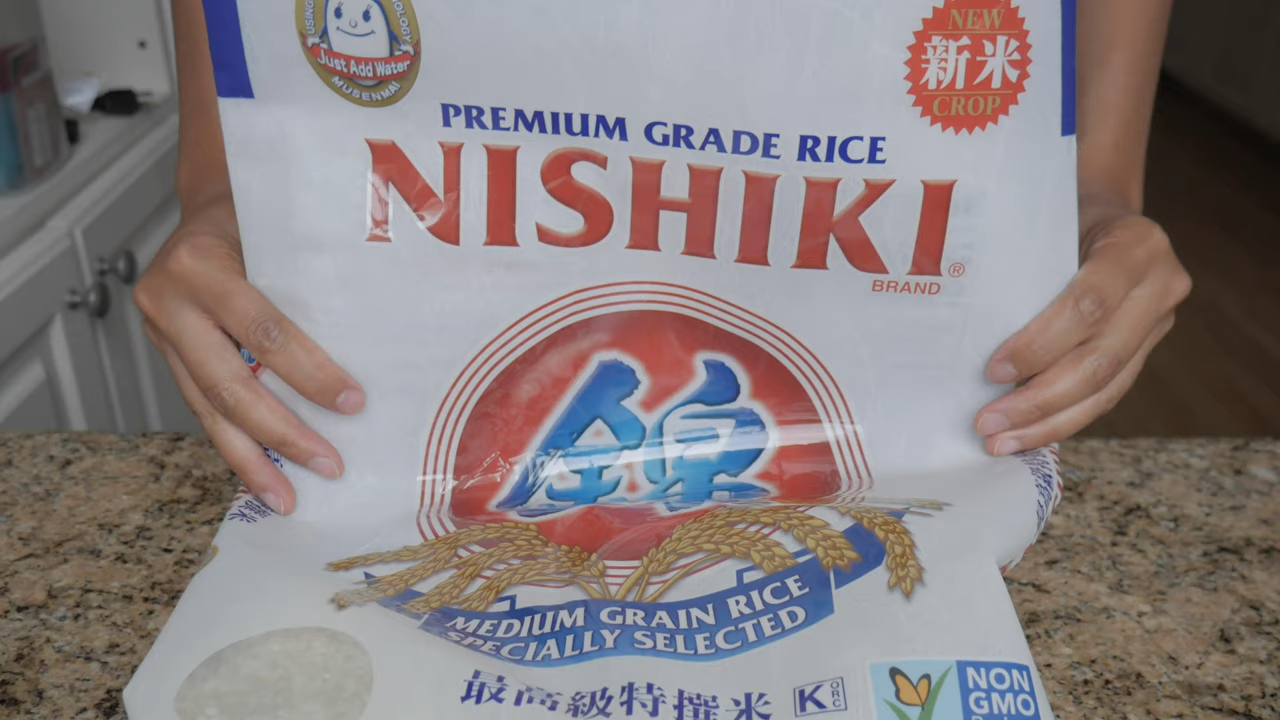 USING
OLOGY
Just Add Water
MUSENMAI
NEW
新米
CROP
PREMIUM GRADE RICE
NISHIKI®
BRAND
錦
MEDIUM GRAIN RICE
SPECIALLY SELECTED
最高級特撰米
K ORC
NON
GMO